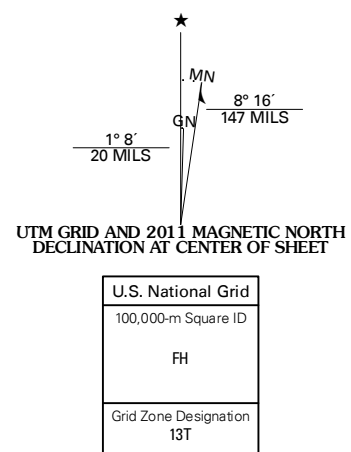 ★
MN
8° 16´
147 MILS
GN
1° 8´
20 MILS
UTM GRID AND 2011 MAGNETIC NORTH
DECLINATION AT CENTER OF SHEET
U.S. National Grid
100,000-m Square ID
FH
Grid Zone Designation
13T